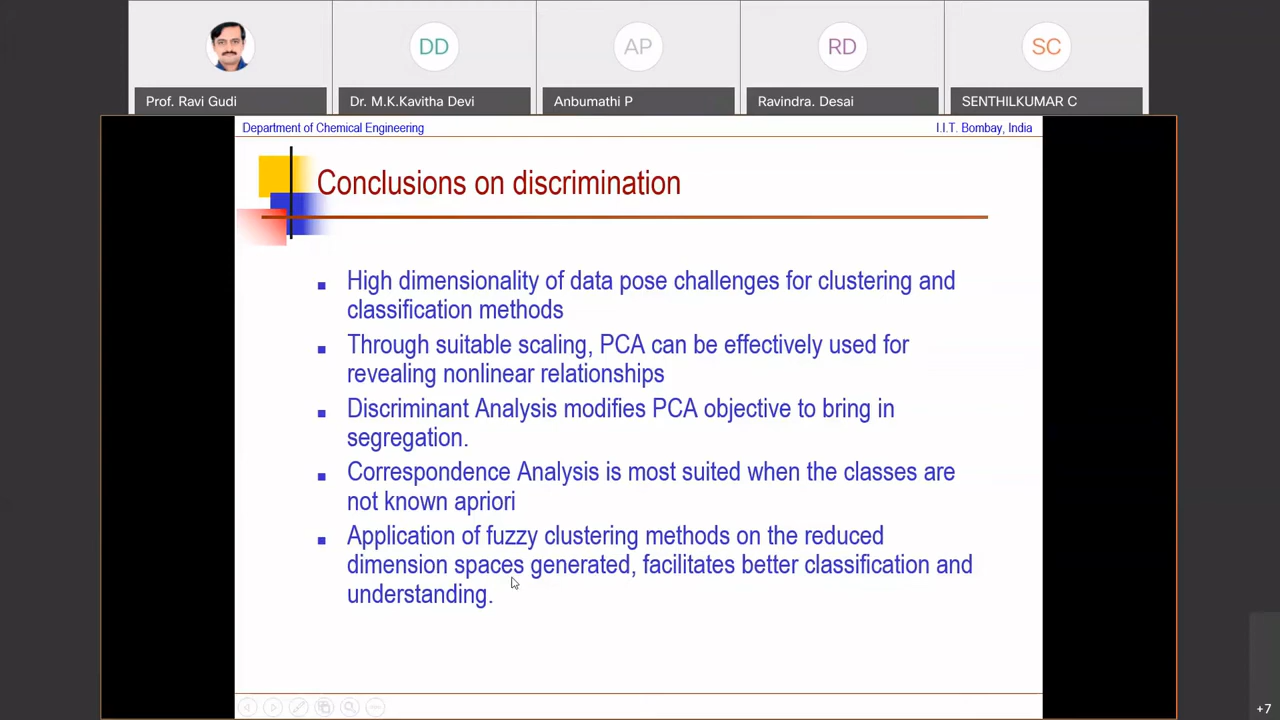 DD
AP
RD
SC
Prof. Ravi Gudi
Dr. M.K.Kavitha Devi
Anbumathi P
Ravindra. Desai
SENTHILKUMAR C
Department of Chemical Engineering
I.I.T. Bombay, India
Conclusions on discrimination
High dimensionality of data pose challenges for clustering and
classification methods
Through suitable scaling, PCA can be effectively used for
revealing nonlinear relationships
Discriminant Analysis modifies PCA objective to bring in
segregation.
Correspondence Analysis is most suited when the classes are
not known apriori
Application of fuzzy clustering methods on the reduced
dimension spaces generated, facilitates better classification and
understanding.
+7